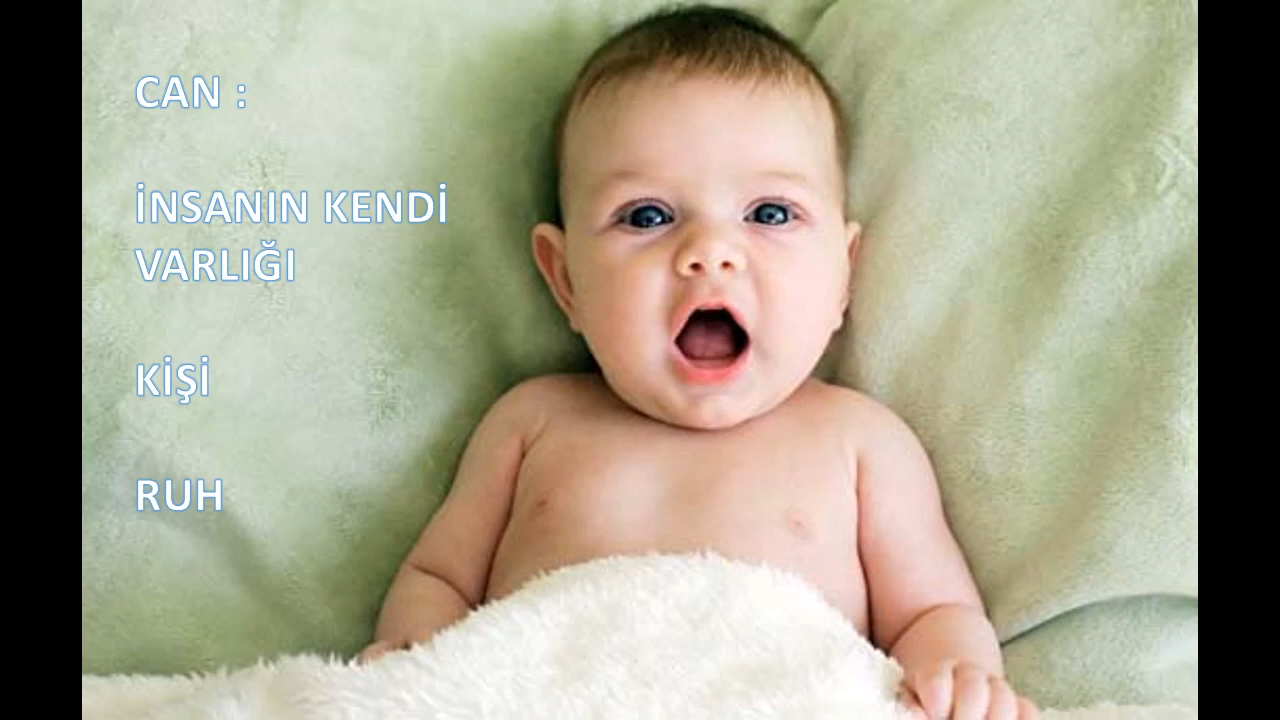 CAN :
İNSANIN KENDİ
VARLIĞI
KİŞİ
RUH